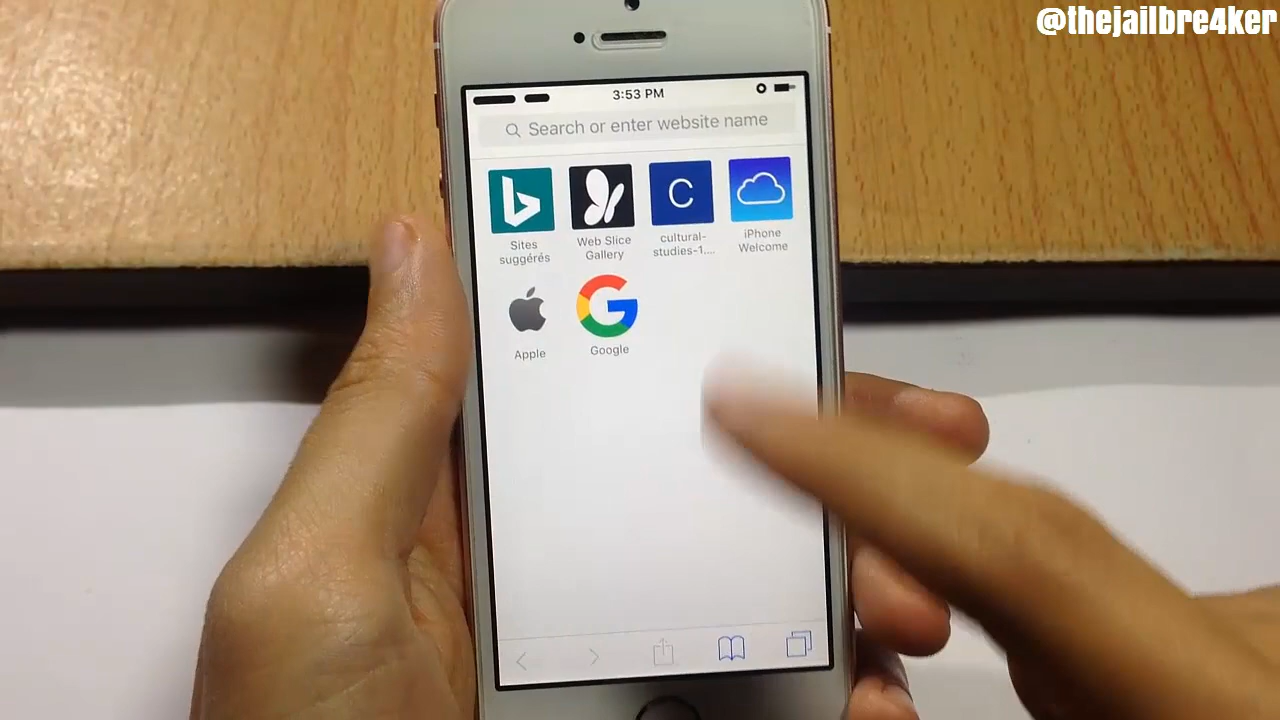 @thejailbre4ker
3:53 PM
Search or enter website name
Sites
suggérés
Web Slice
Gallery
C
cultural-
studies-1....
iPhone
Welcome
Apple
Google